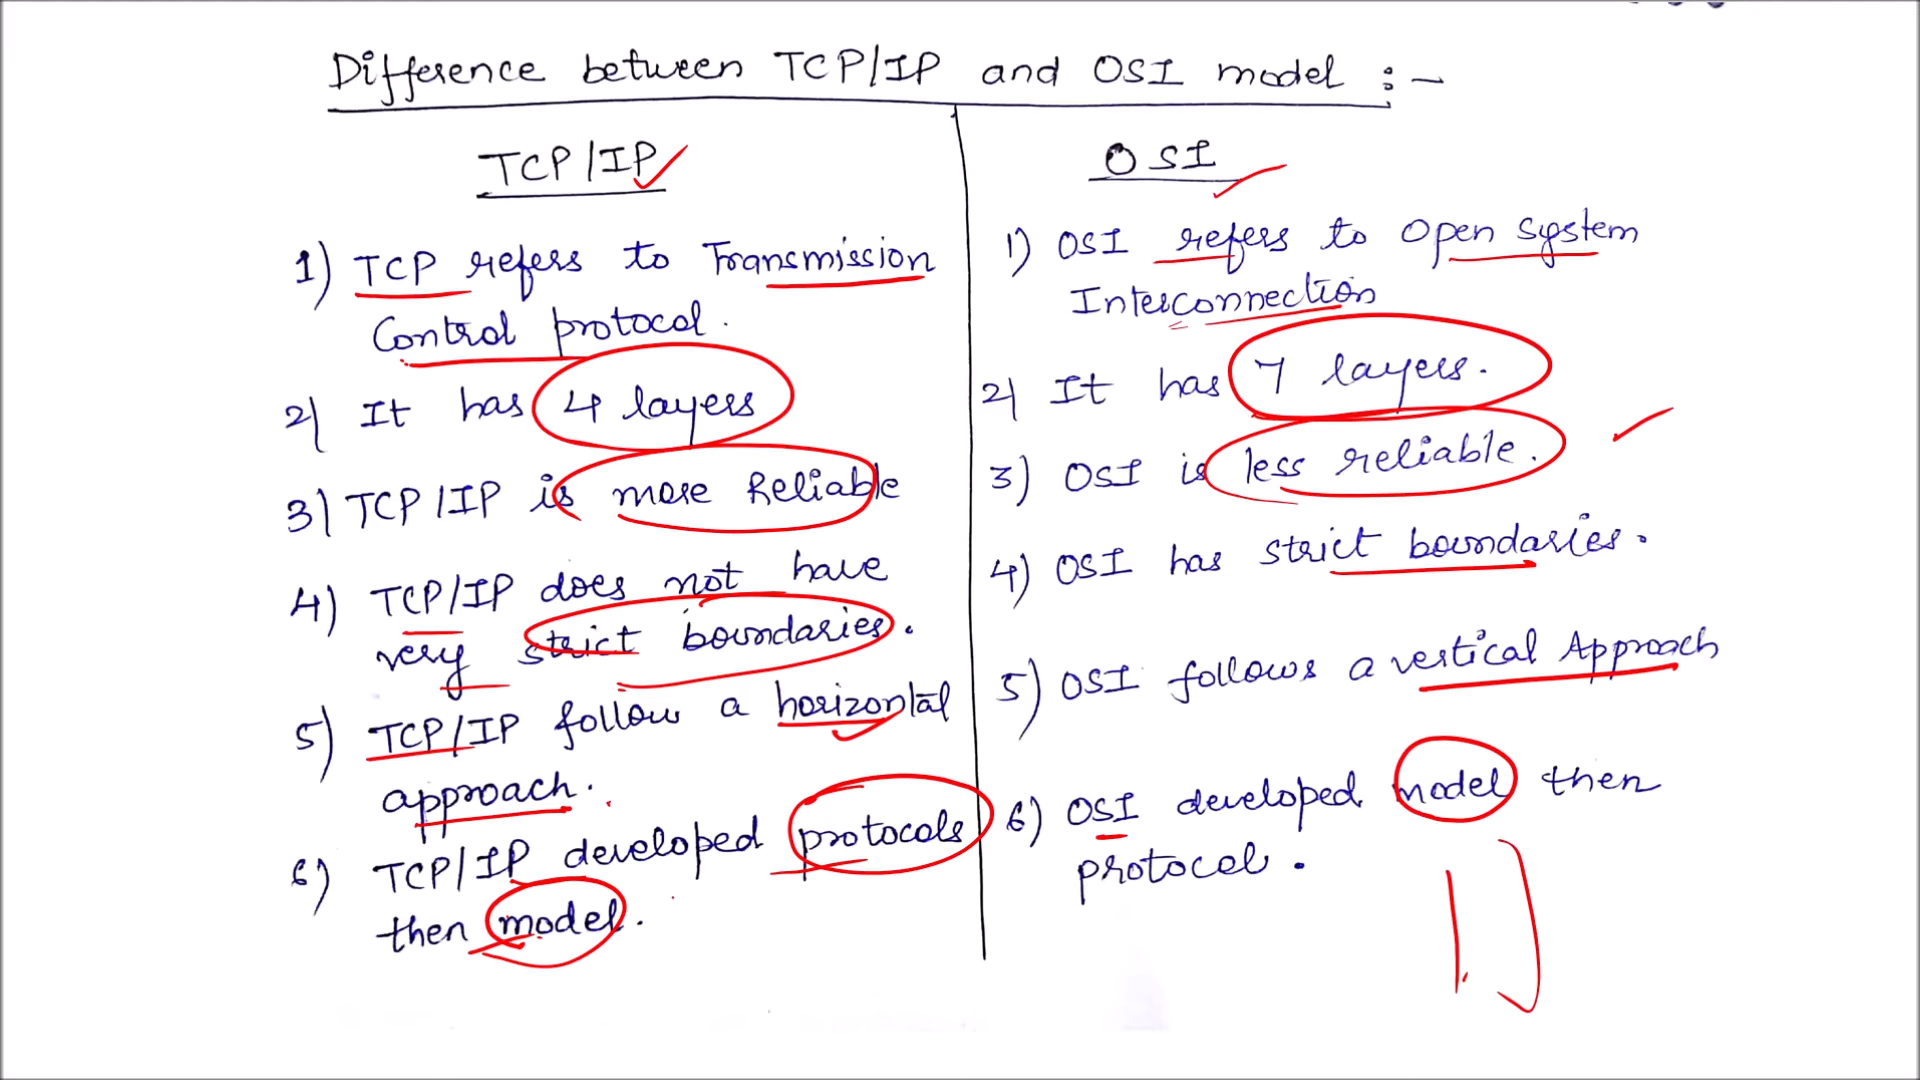 Difference between TCP/IP and OSI model :-
TCP/IP
1) TCP refers to Transmission
Control protocol.
2) It has 4 layers
3) TCP/IP is more Reliable
4) TCP/IP does not have
very strict boundaries.
5) TCP/IP follow a horizontal
approach.
6) TCP/IP developed protocols
then model.
OSI
1) OSI refers to Open System
Interconnection
2) It has 7 layers.
3) OSI is less reliable.
4) OSI has strict boundaries.
5) OSI follows a vertical Approach
6) OSI developed model then
protocol.